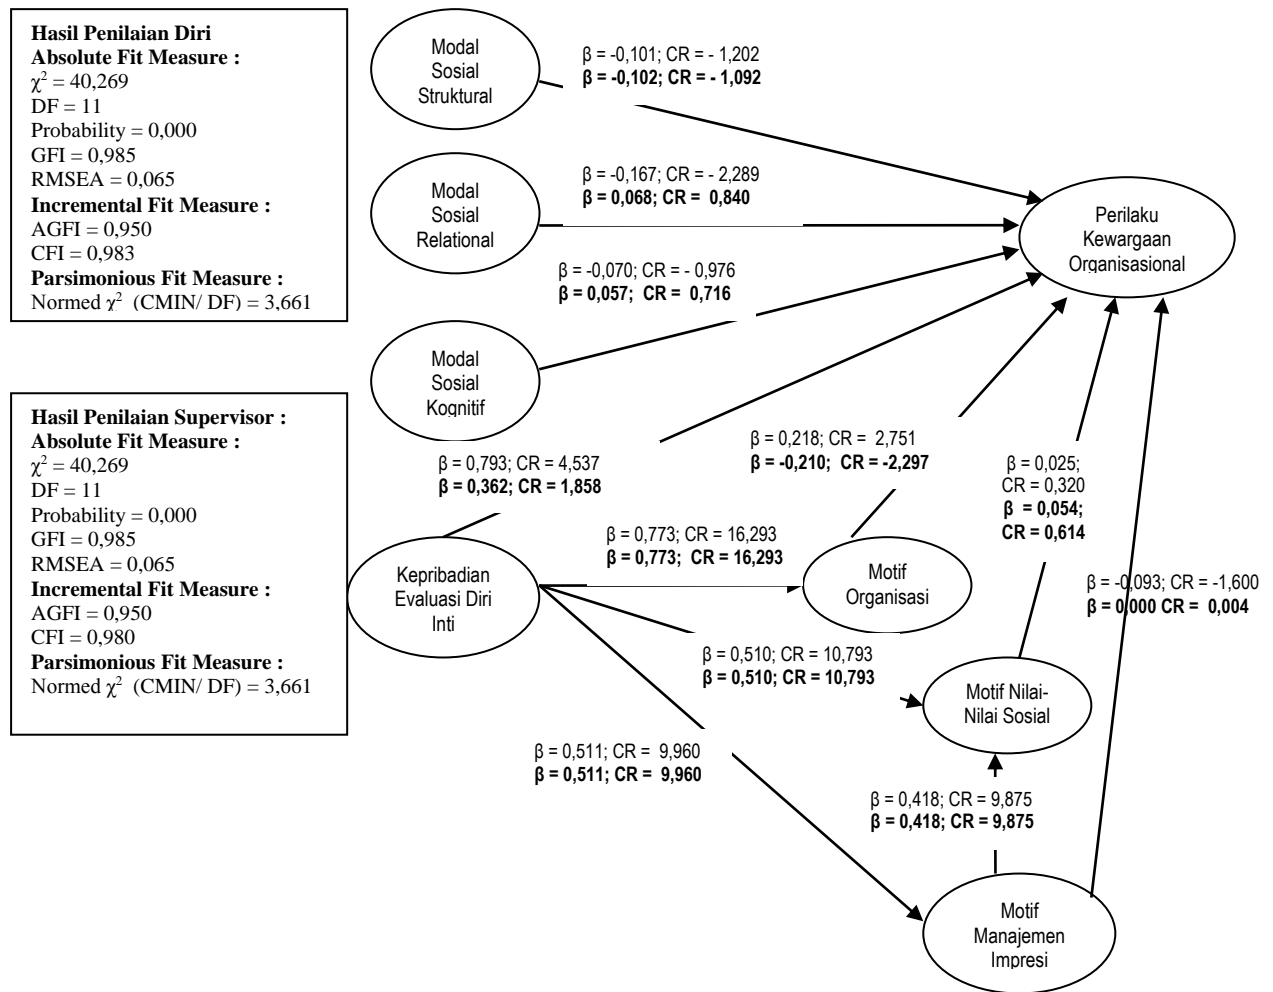 Hasil Penilaian Diri
Absolute Fit Measure :
χ² = 40,269
DF = 11
Probability = 0,000
GFI = 0,985
RMSEA = 0,065
Incremental Fit Measure :
AGFI = 0,950
CFI = 0,983
Parsimonious Fit Measure :
Normed χ² (CMIN/ DF) = 3,661
Hasil Penilaian Supervisor :
Absolute Fit Measure :
χ² = 40,269
DF = 11
Probability = 0,000
GFI = 0,985
RMSEA = 0,065
Incremental Fit Measure :
AGFI = 0,950
CFI = 0,980
Parsimonious Fit Measure :
Normed χ² (CMIN/ DF) = 3,661
Modal
Sosial
Struktural
β = -0,101; CR = - 1,202
β = -0,102; CR = - 1,092
Modal
Sosial
Relational
β = -0,167; CR = - 2,289
β = 0,068; CR = 0,840
Perilaku
Kewargaan
Organisasional
β = -0,070; CR = - 0,976
β = 0,057; CR = 0,716
Modal
Sosial
Kognitif
β = 0,793; CR = 4,537
β = 0,362; CR = 1,858
β = 0,218; CR = 2,751
β = -0,210; CR = -2,297
β = 0,025;
CR = 0,320
β = 0,054;
CR = 0,614
Kepribadian
Evaluasi Diri
Inti
β = 0,773; CR = 16,293
β = 0,773; CR = 16,293
Motif
Organisasi
β = -0,093; CR = -1,600
β = 0,000 CR = 0,004
β = 0,510; CR = 10,793
β = 0,510; CR = 10,793
Motif Nilai-
Nilai Sosial
β = 0,511; CR = 9,960
β = 0,511; CR = 9,960
β = 0,418; CR = 9,875
β = 0,418; CR = 9,875
Motif
Manajemen
Impresi